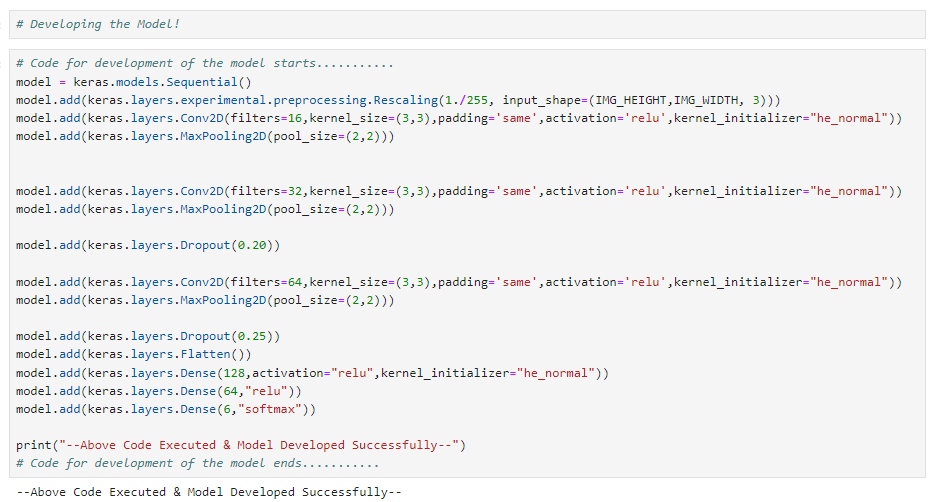 # Developing the Model!
# Code for development of the model starts...........
model = keras.models.Sequential()
model.add(keras.layers.experimental.preprocessing.Rescaling(1./255, input_shape=(IMG_HEIGHT,IMG_WIDTH, 3)))
model.add(keras.layers.Conv2D(filters=16,kernel_size=(3,3),padding='same',activation='relu',kernel_initializer="he_normal"))
model.add(keras.layers.MaxPooling2D(pool_size=(2,2)))
model.add(keras.layers.Conv2D(filters=32,kernel_size=(3,3),padding='same',activation='relu',kernel_initializer="he_normal"))
model.add(keras.layers.MaxPooling2D(pool_size=(2,2)))
model.add(keras.layers.Dropout(0.20))
model.add(keras.layers.Conv2D(filters=64,kernel_size=(3,3),padding='same',activation='relu',kernel_initializer="he_normal"))
model.add(keras.layers.MaxPooling2D(pool_size=(2,2)))
model.add(keras.layers.Dropout(0.25))
model.add(keras.layers.Flatten())
model.add(keras.layers.Dense(128,activation="relu",kernel_initializer="he_normal"))
model.add(keras.layers.Dense(64,"relu"))
model.add(keras.layers.Dense(6,"softmax"))
print("--Above Code Executed & Model Developed Successfully--")
# Code for development of the model ends...........
--Above Code Executed & Model Developed Successfully--